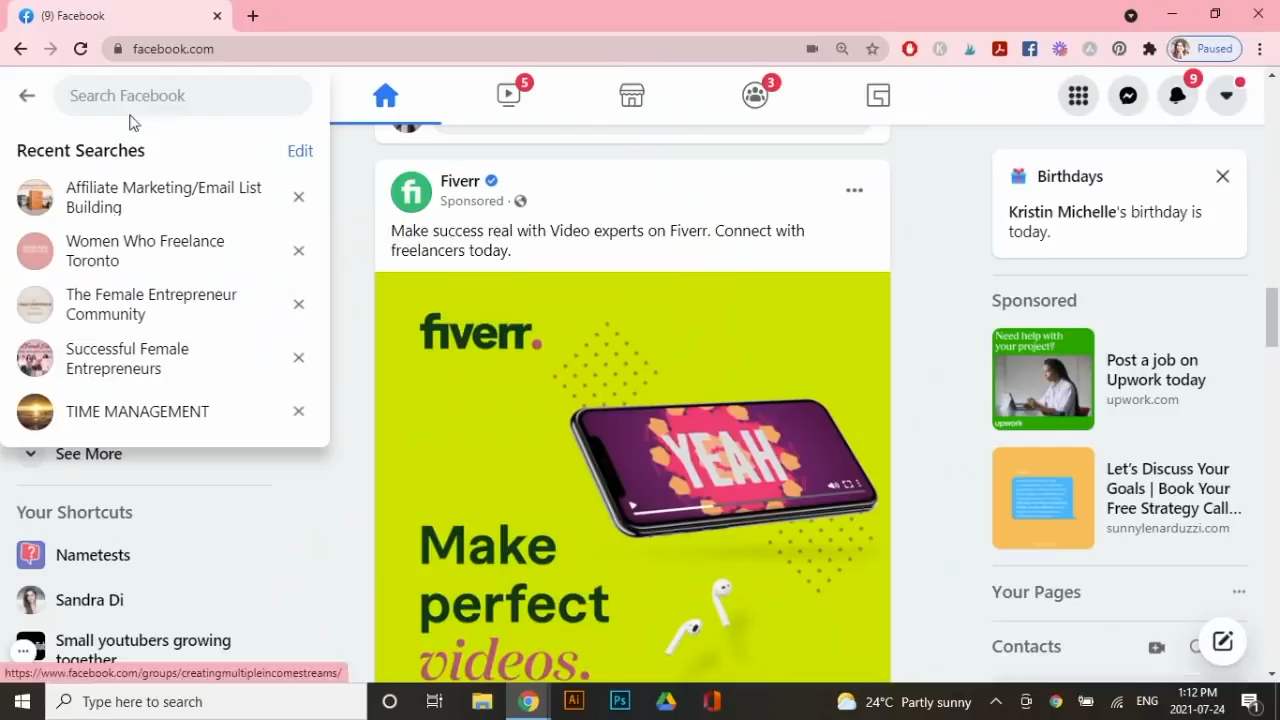 (9) Facebook
facebook.com
Paused
Search Facebook
5
3
9
Recent Searches
Edit
Affiliate Marketing/Email List
Building
Women Who Freelance
Toronto
The Female Entrepreneur
Community
Successful Female
Entrepreneurs
TIME MANAGEMENT
See More
Your Shortcuts
Nametests
Sandra Di
Small youtubers growing
together
https://www.facebook.com/groups/creatingmultipleincomestreams/
fi
Fiverr
Sponsored ·
Make success real with Video experts on Fiverr. Connect with
freelancers today.
fiverr.
YEAH
Make
perfect
videos.
Birthdays
Kristin Michelle's birthday is
today.
Sponsored
Need help with
your project?
upwork
Post a job on
Upwork today
upwork.com
Let's Discuss Your
Goals | Book Your
Free Strategy Call...
sunnylenarduzzi.com
Your Pages
Contacts
Type here to search
Ai
Ps
24°C Partly sunny
ENG
1:12 PM
2021-07-24
1